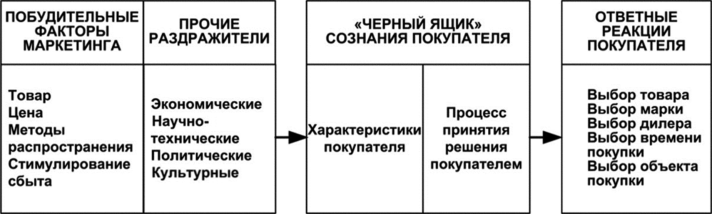 ПОБУДИТЕЛЬНЫЕ
ФАКТОРЫ
МАРКЕТИНГА
ПРОЧИЕ
РАЗДРАЖИТЕЛИ
«ЧЕРНЫЙ ЯЩИК»
СОЗНАНИЯ ПОКУПАТЕЛЯ
ОТВЕТНЫЕ
РЕАКЦИИ
ПОКУПАТЕЛЯ
Товар
Цена
Методы
распространения
Стимулирование
сбыта
Экономические
Научно-
технические
Политические
Культурные
Характеристики
покупателя
Процесс
принятия
решения
покупателем
Выбор товара
Выбор марки
Выбор дилера
Выбор времени
покупки
Выбор объекта
покупки